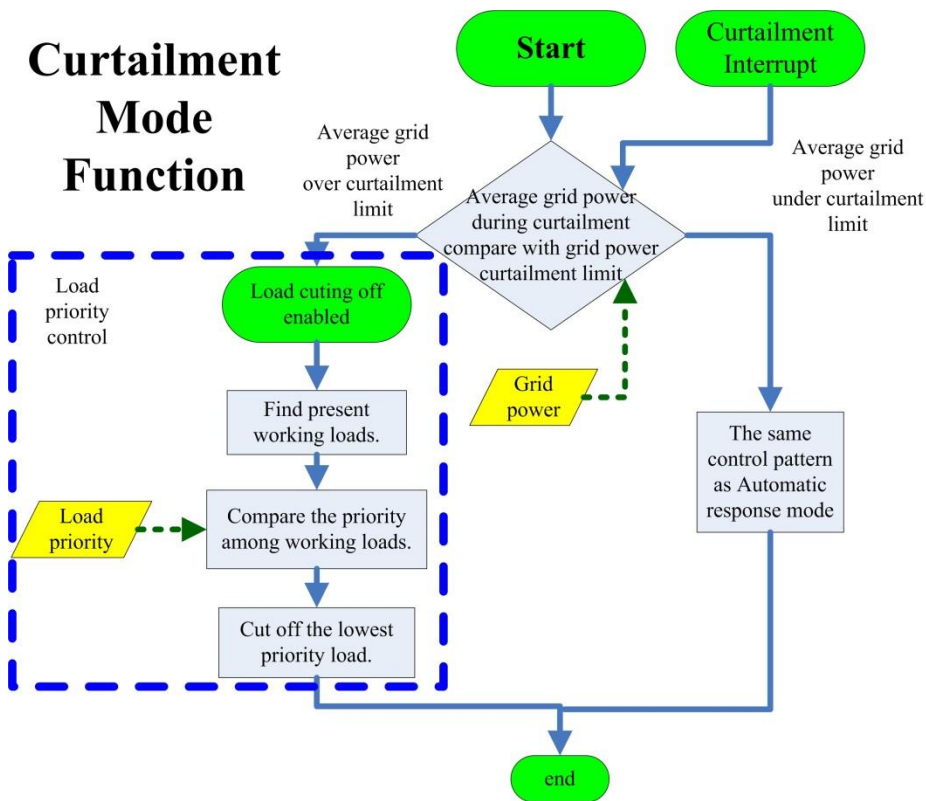 Curtailment
Mode
Function
Start
Curtailment
Interrupt
Average grid
power
over curtailment
limit
Average grid
power
under curtailment
limit
Average grid power
during curtailment
compare with grid power
curtailment limit
Load
priority
control
Load cuting off
enabled
Grid
power
Find present
working loads.
The same
control pattern
as Automatic
response mode
Load
priority
Compare the priority
among working loads.
Cut off the lowest
priority load.
end